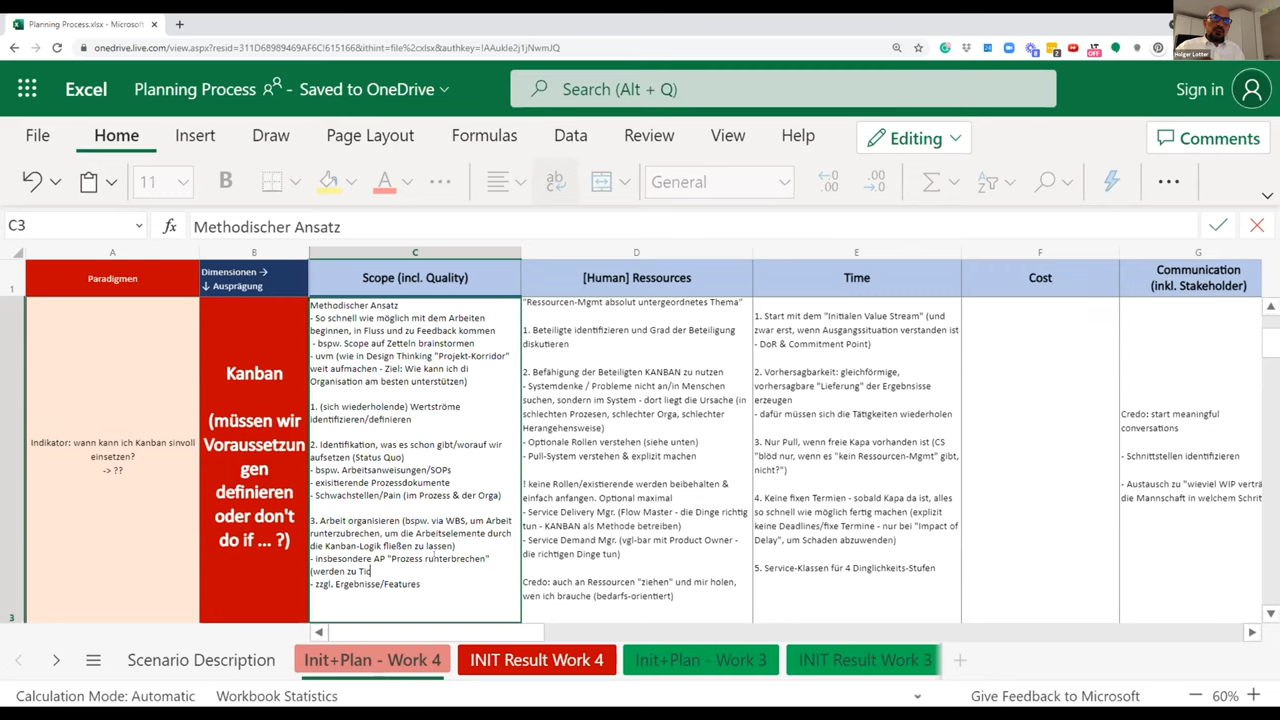 Planning Process.xlsx - Microsoft
onedrive.live.com/view.aspx?resid=311D68989469AF6C!615166&ithint=file%2cxlsx&authkey=!AAukIe2j1jNwmJQ
Holger Lotter
Excel
Planning Process - Saved to OneDrive
Search (Alt + Q)
Sign in
File Home Insert Draw Page Layout Formulas Data Review View Help
Editing
Comments
11
B
A
General
C3
fx
Methodischer Ansatz
A B C D E F G
1
Paradigmen
Dimensionen →
↓ Ausprägung
Scope (incl. Quality)
[Human] Ressources
Time
Cost
Communication
(inkl. Stakeholder)
3
Indikator: wann kann ich Kanban sinvoll
einsetzen?
-> ??
Kanban
(müssen wir
Voraussetzun
gen
definieren
oder don't
do if ... ?)
Methodischer Ansatz
- So schnell wie möglich mit dem Arbeiten
beginnen, in Fluss und zu Feedback kommen
- bspw. Scope auf Zetteln brainstormen
- uvm (wie in Design Thinking "Projekt-Korridor"
weit aufmachen - Ziel: Wie kann ich di
Organisation am besten unterstützen)
1. (sich wiederholende) Wertströme
identifizieren/definieren
2. Identifikation, was es schon gibt/worauf wir
aufsetzen (Status Quo)
- bspw. Arbeitsanweisungen/SOPs
- exisitierende Prozessdokumente
- Schwachstellen/Pain (im Prozess & der Orga)
3. Arbeit organisieren (bspw. via WBS, um Arbeit
runterzubrechen, um die Arbeitselemente durch
die Kanban-Logik fließen zu lassen)
- insbesondere AP "Prozess runterbrechen"
(werden zu Tic
- zzgl. Ergebnisse/Features
"Ressourcen-Mgmt absolut untergeordnetes Thema"
1. Beteiligte identifizieren und Grad der Beteiligung
diskutieren
2. Befähigung der Beteiligten KANBAN zu nutzen
- Systemdenke / Probleme nicht an/in Menschen
suchen, sondern im System - dort liegt die Ursache (in
schlechten Prozesen, schlechter Orga, schlechter
Herangehensweise)
- Optionale Rollen verstehen (siehe unten)
- Pull-System verstehen & explizit machen
! keine Rollen/existierende werden beibehalten &
einfach anfangen. Optional maximal
- Service Delivery Mgr. (Flow Master - die Dinge richtig
tun - KANBAN als Methode betreiben)
- Service Demand Mgr. (vgl-bar mit Product Owner -
die richtigen Dinge tun)
Credo: auch an Ressourcen "ziehen" und mir holen,
wen ich brauche (bedarfs-orientiert)
1. Start mit dem "Initialen Value Stream" (und
zwar erst, wenn Ausgangssituation verstanden ist
- DoR & Commitment Point)
2. Vorhersagbarkeit: gleichförmige,
vorhersagbare "Lieferung" der Ergebnsisse
erzeugen
- dafür müssen sich die Tätigkeiten wiederholen
3. Nur Pull, wenn freie Kapa vorhanden ist (CS
"blöd nur, wenn es "kein Ressourcen-Mgmt" gibt,
nicht?")
4. Keine fixen Termien - sobald Kapa da ist, alles
so schnell wie möglich fertig machen (explizit
keine Deadlines/fixe Termine - nur bei "Impact of
Delay", um Schaden abzuwenden)
5. Service-Klassen für 4 Dinglichkeits-Stufen
Credo: start meaningful
conversations
- Schnittstellen identifizieren
- Austausch zu "wieviel WIP verträ
die Mannschaft in welchem Schrit
Scenario Description Init+Plan - Work 4 INIT Result Work 4 Init+Plan - Work 3 INIT Result Work 3
Calculation Mode: Automatic Workbook Statistics Give Feedback to Microsoft 60%